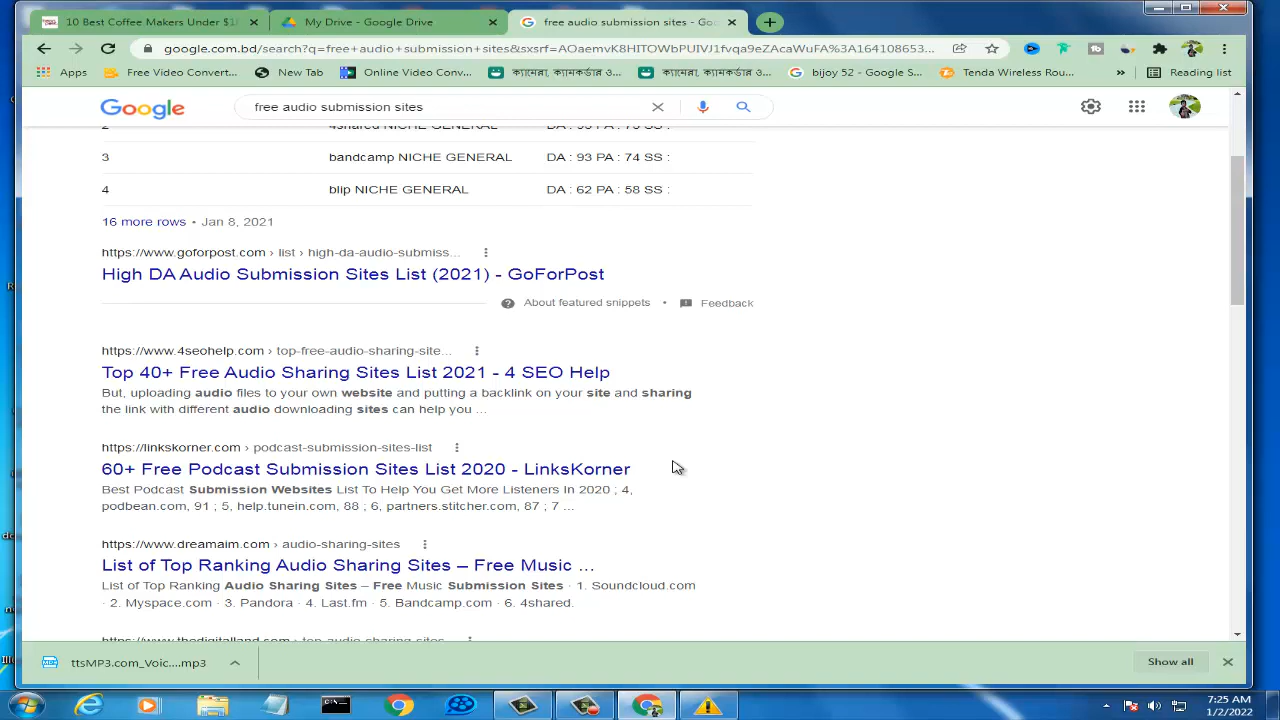 10 Best Coffee Makers Under $1
My Drive - Google Drive
free audio submission sites - Goo
google.com.bd/search?q=free+audio+submission+sites&sxsrf=AOaemvK8HITOWbPUIVJ1fvqa9eZAcaWuFA%3A164108653...
Apps
Free Video Convert...
New Tab
Online Video Conv...
ক্যানেরা, ক্যানকর্ডার ও ...
ক্যানেরা, ক্যানকর্ডার ও ...
bijoy 52 - Google S...
Tenda Wireless Rou...
»
Reading list
Google
free audio submission sites
3 bandcamp NICHE GENERAL DA : 93 PA : 74 SS :
4 blip NICHE GENERAL DA : 62 PA : 58 SS :
16 more rows • Jan 8, 2021
https://www.goforpost.com › list › high-da-audio-submiss...
High DA Audio Submission Sites List (2021) - GoForPost
About featured snippets • Feedback
https://www.4seohelp.com › top-free-audio-sharing-site...
Top 40+ Free Audio Sharing Sites List 2021 - 4 SEO Help
But, uploading audio files to your own website and putting a backlink on your site and sharing
the link with different audio downloading sites can help you ...
https://linkskorner.com › podcast-submission-sites-list
60+ Free Podcast Submission Sites List 2020 - LinksKorner
Best Podcast Submission Websites List To Help You Get More Listeners In 2020 ; 4,
podbean.com, 91 ; 5, help.tunein.com, 88 ; 6, partners.stitcher.com, 87 ; 7 ...
https://www.dreamaim.com › audio-sharing-sites
List of Top Ranking Audio Sharing Sites – Free Music ...
List of Top Ranking Audio Sharing Sites – Free Music Submission Sites · 1. Soundcloud.com
· 2. Myspace.com · 3. Pandora · 4. Last.fm · 5. Bandcamp.com · 6. 4shared.
https://www.thedigitalland.com › top-audio-sharing-sites
ttsMP3.com_Voic....mp3
Show all
7:25 AM
1/2/2022